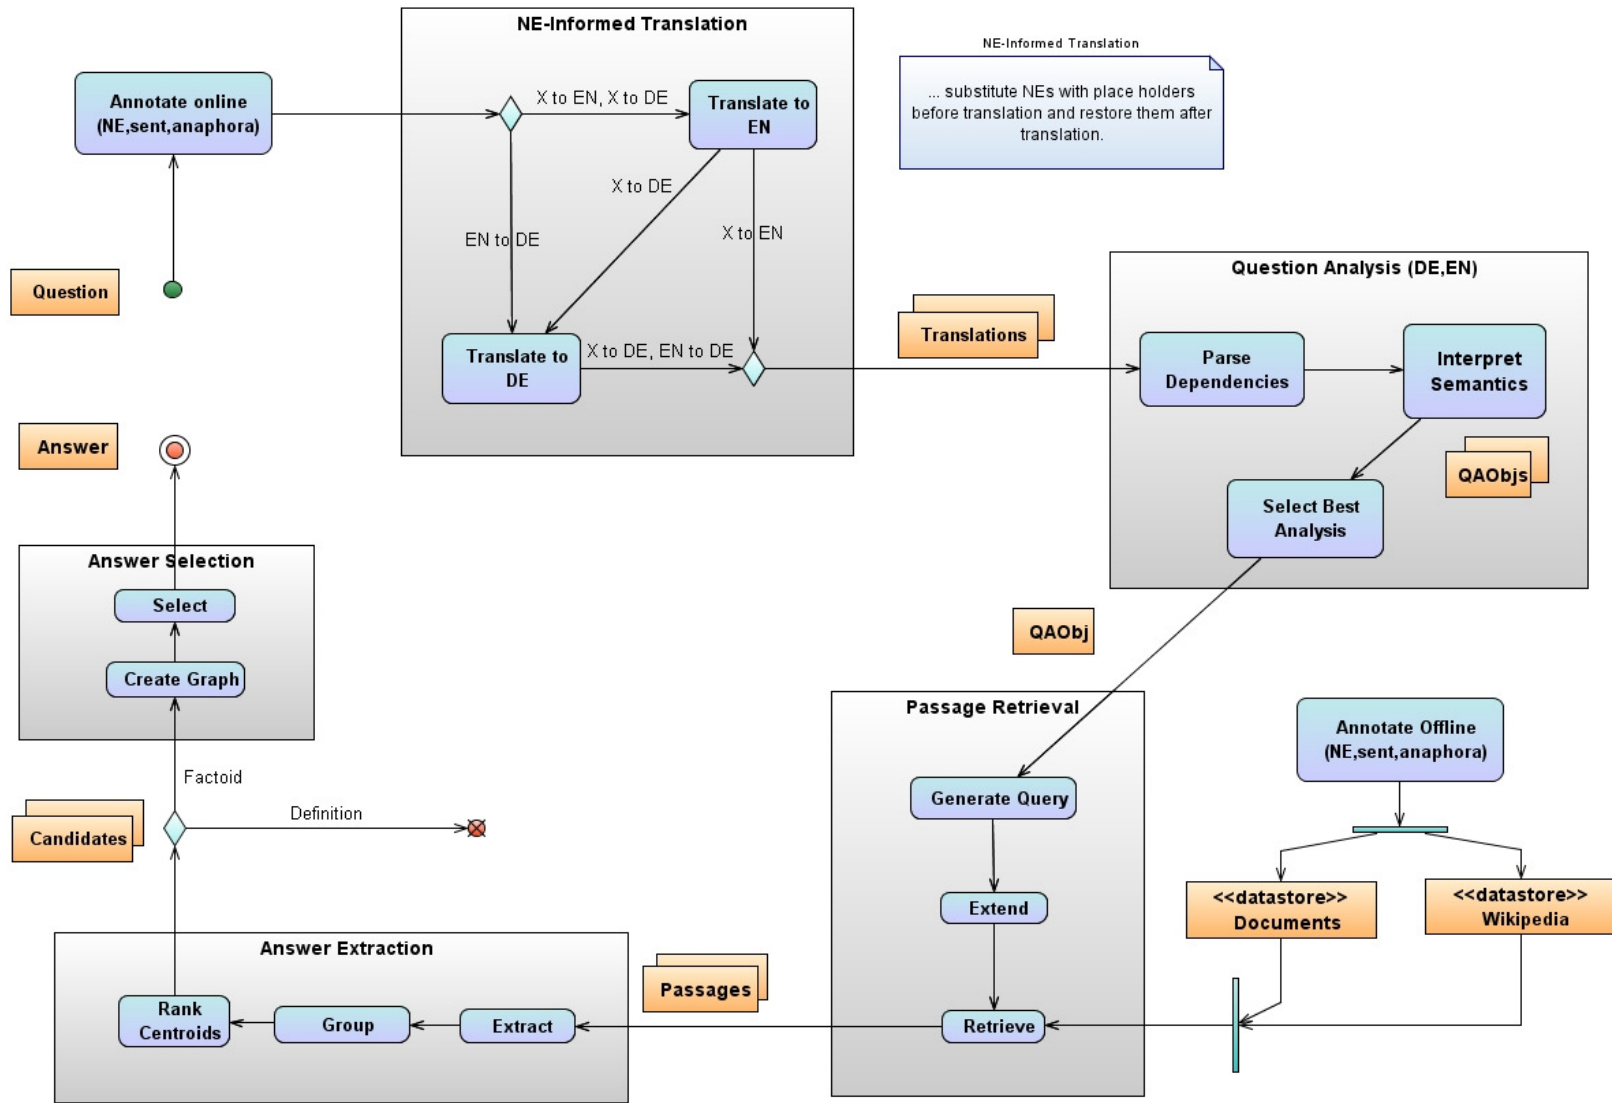 NE-Informed Translation
NE-Informed Translation
... substitute NEs with place holders
before translation and restore them after
translation.
Annotate online
(NE,sent,anaphora)
X to EN, X to DE
Translate to
EN
X to DE
EN to DE
X to EN
Question
Translate to
DE
X to DE, EN to DE
Translations
Question Analysis (DE,EN)
Parse
Dependencies
Interpret
Semantics
QAObjs
Select Best
Analysis
Answer
Answer Selection
Select
Create Graph
Factoid
Definition
Candidates
QAObj
Passage Retrieval
Generate Query
Extend
Retrieve
Annotate Offline
(NE,sent,anaphora)
<<datastore>>
Documents
<<datastore>>
Wikipedia
Answer Extraction
Rank
Centroids
Group
Extract
Passages